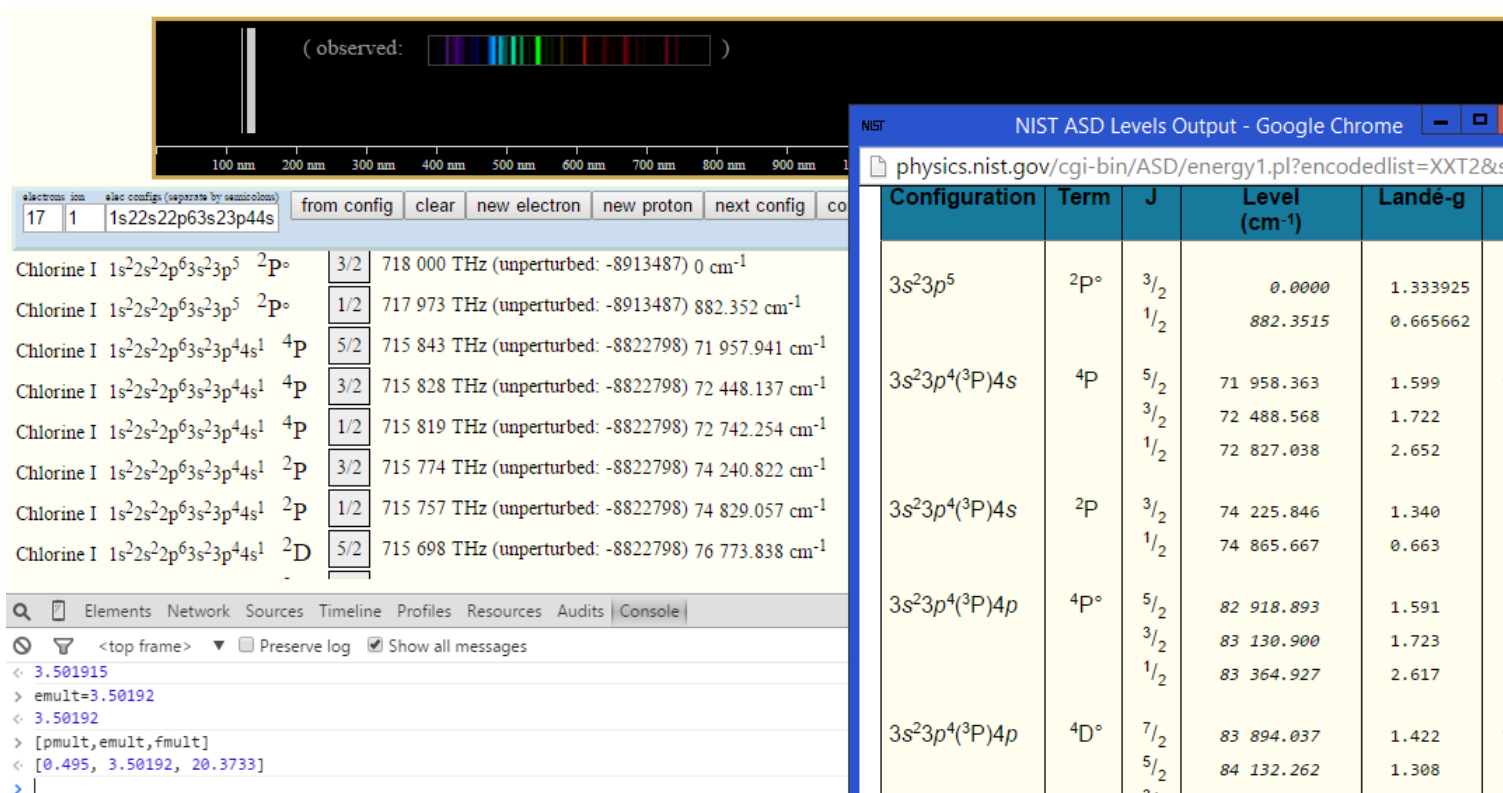 ( observed: )
100 nm 200 nm 300 nm 400 nm 500 nm 600 nm 700 nm 800 nm 900 nm 1
electrons ion elec configs (separate by semicolons)
17 1 1s22s22p63s23p44s from config clear new electron new proton next config co
Chlorine I 1s²2s²2p⁶3s²3p⁵ ²P° 3/2 718 000 THz (unperturbed: -8913487) 0 cm⁻¹
Chlorine I 1s²2s²2p⁶3s²3p⁵ ²P° 1/2 717 973 THz (unperturbed: -8913487) 882.352 cm⁻¹
Chlorine I 1s²2s²2p⁶3s²3p⁴4s¹ ⁴P 5/2 715 843 THz (unperturbed: -8822798) 71 957.941 cm⁻¹
Chlorine I 1s²2s²2p⁶3s²3p⁴4s¹ ⁴P 3/2 715 828 THz (unperturbed: -8822798) 72 448.137 cm⁻¹
Chlorine I 1s²2s²2p⁶3s²3p⁴4s¹ ⁴P 1/2 715 819 THz (unperturbed: -8822798) 72 742.254 cm⁻¹
Chlorine I 1s²2s²2p⁶3s²3p⁴4s¹ ²P 3/2 715 774 THz (unperturbed: -8822798) 74 240.822 cm⁻¹
Chlorine I 1s²2s²2p⁶3s²3p⁴4s¹ ²P 1/2 715 757 THz (unperturbed: -8822798) 74 829.057 cm⁻¹
Chlorine I 1s²2s²2p⁶3s²3p⁴4s¹ ²D 5/2 715 698 THz (unperturbed: -8822798) 76 773.838 cm⁻¹
Elements Network Sources Timeline Profiles Resources Audits Console
<top frame> ▼ Preserve log Show all messages
3.501915
> emult=3.50192
3.50192
> [pmult,emult,fmult]
[0.495, 3.50192, 20.3733]
>
NIST NIST ASD Levels Output - Google Chrome
physics.nist.gov/cgi-bin/ASD/energy1.pl?encodedlist=XXT2&s
Configuration Term J Level Landé-g
(cm⁻¹)
3s²3p⁵ ²P° ³/₂ 0.0000 1.333925
¹/₂ 882.3515 0.665662
3s²3p⁴(³P)4s ⁴P ⁵/₂ 71 958.363 1.599
³/₂ 72 488.568 1.722
¹/₂ 72 827.038 2.652
3s²3p⁴(³P)4s ²P ³/₂ 74 225.846 1.340
¹/₂ 74 865.667 0.663
3s²3p⁴(³P)4p ⁴P° ⁵/₂ 82 918.893 1.591
³/₂ 83 130.900 1.723
¹/₂ 83 364.927 2.617
3s²3p⁴(³P)4p ⁴D° ⁷/₂ 83 894.037 1.422
⁵/₂ 84 132.262 1.308